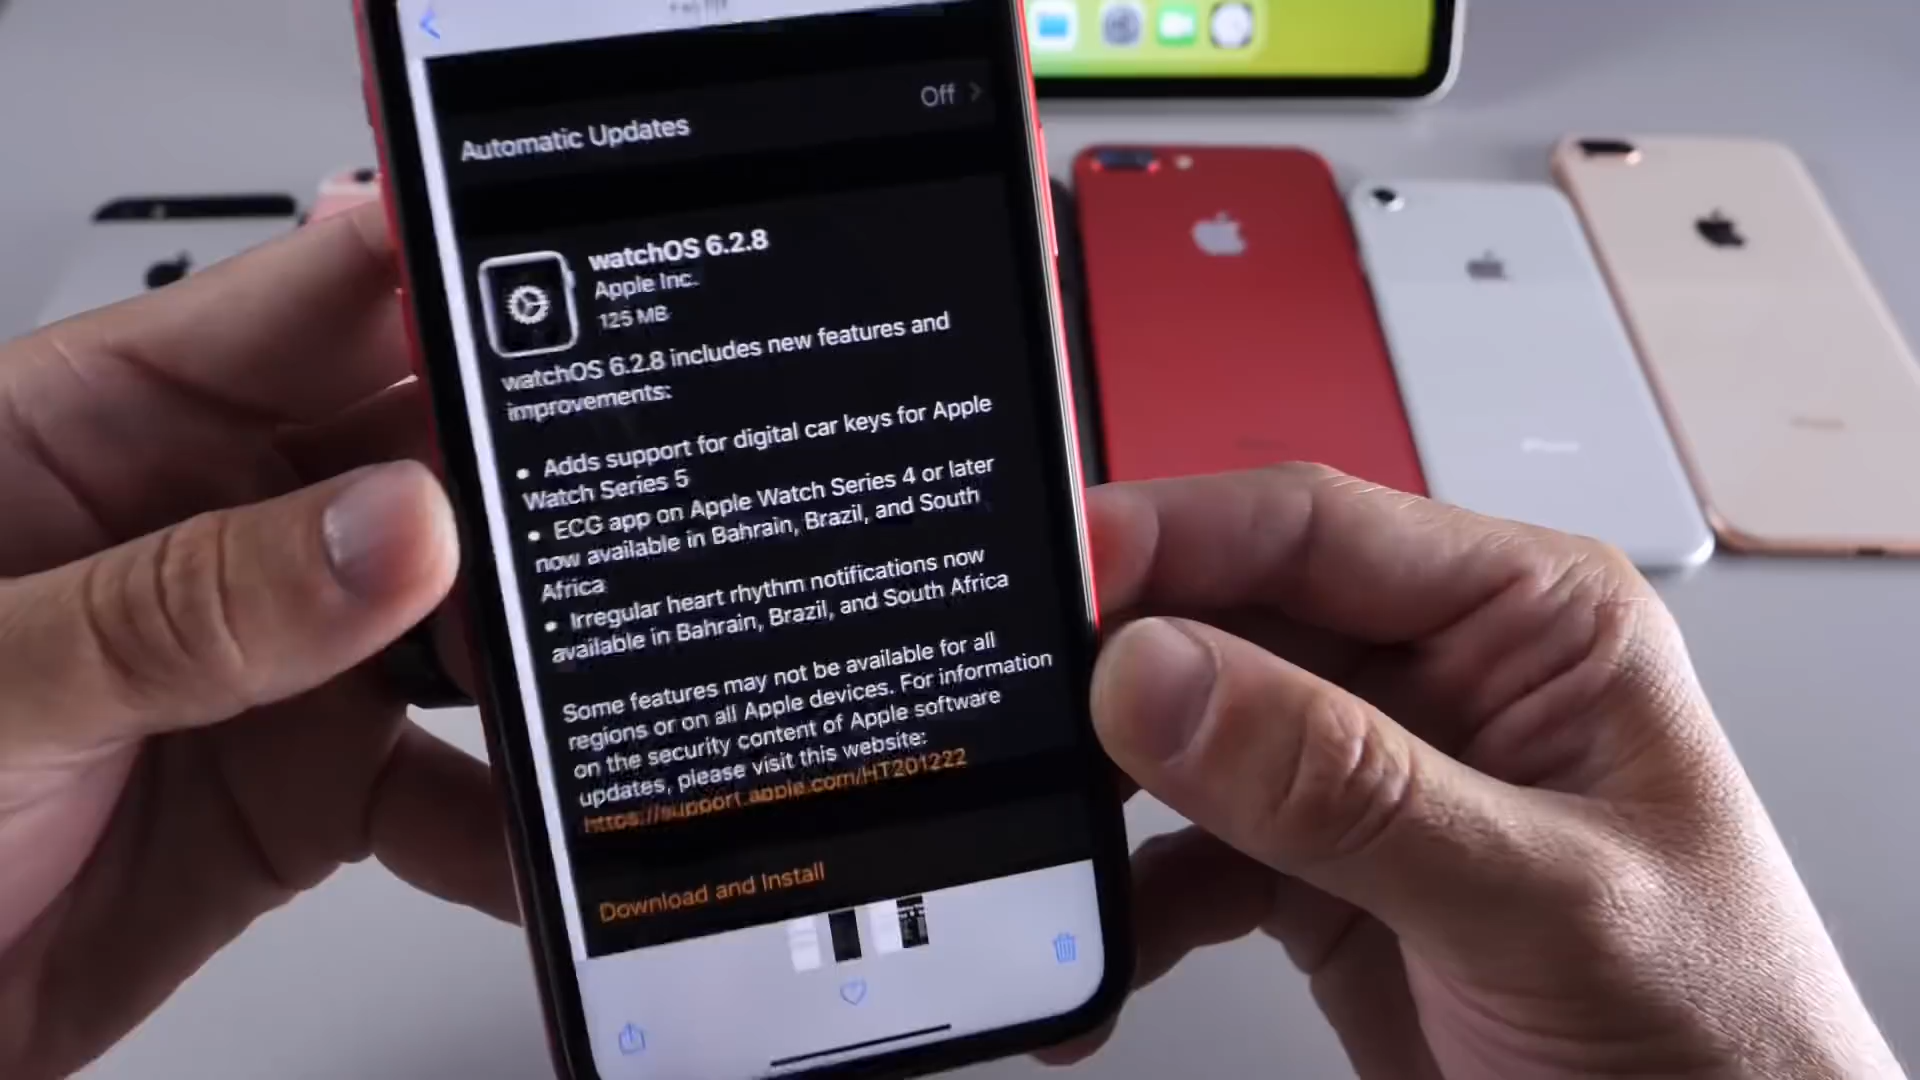 Off
Automatic Updates
watchOS 6.2.8
Apple Inc.
125 MB
watchOS 6.2.8 includes new features and
improvements:
• Adds support for digital car keys for Apple
Watch Series 5
• ECG app on Apple Watch Series 4 or later
now available in Bahrain, Brazil, and South
Africa
• Irregular heart rhythm notifications now
available in Bahrain, Brazil, and South Africa
Some features may not be available for all
regions or on all Apple devices. For information
on the security content of Apple software
updates, please visit this website:
https://support.apple.com/HT201222
Download and Install
iPhone